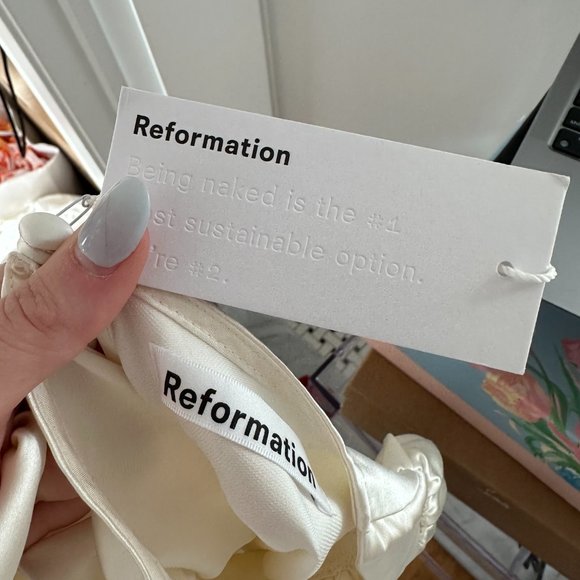 Reformation
Being naked is the #1
sustainable option.
#2.
Reformation